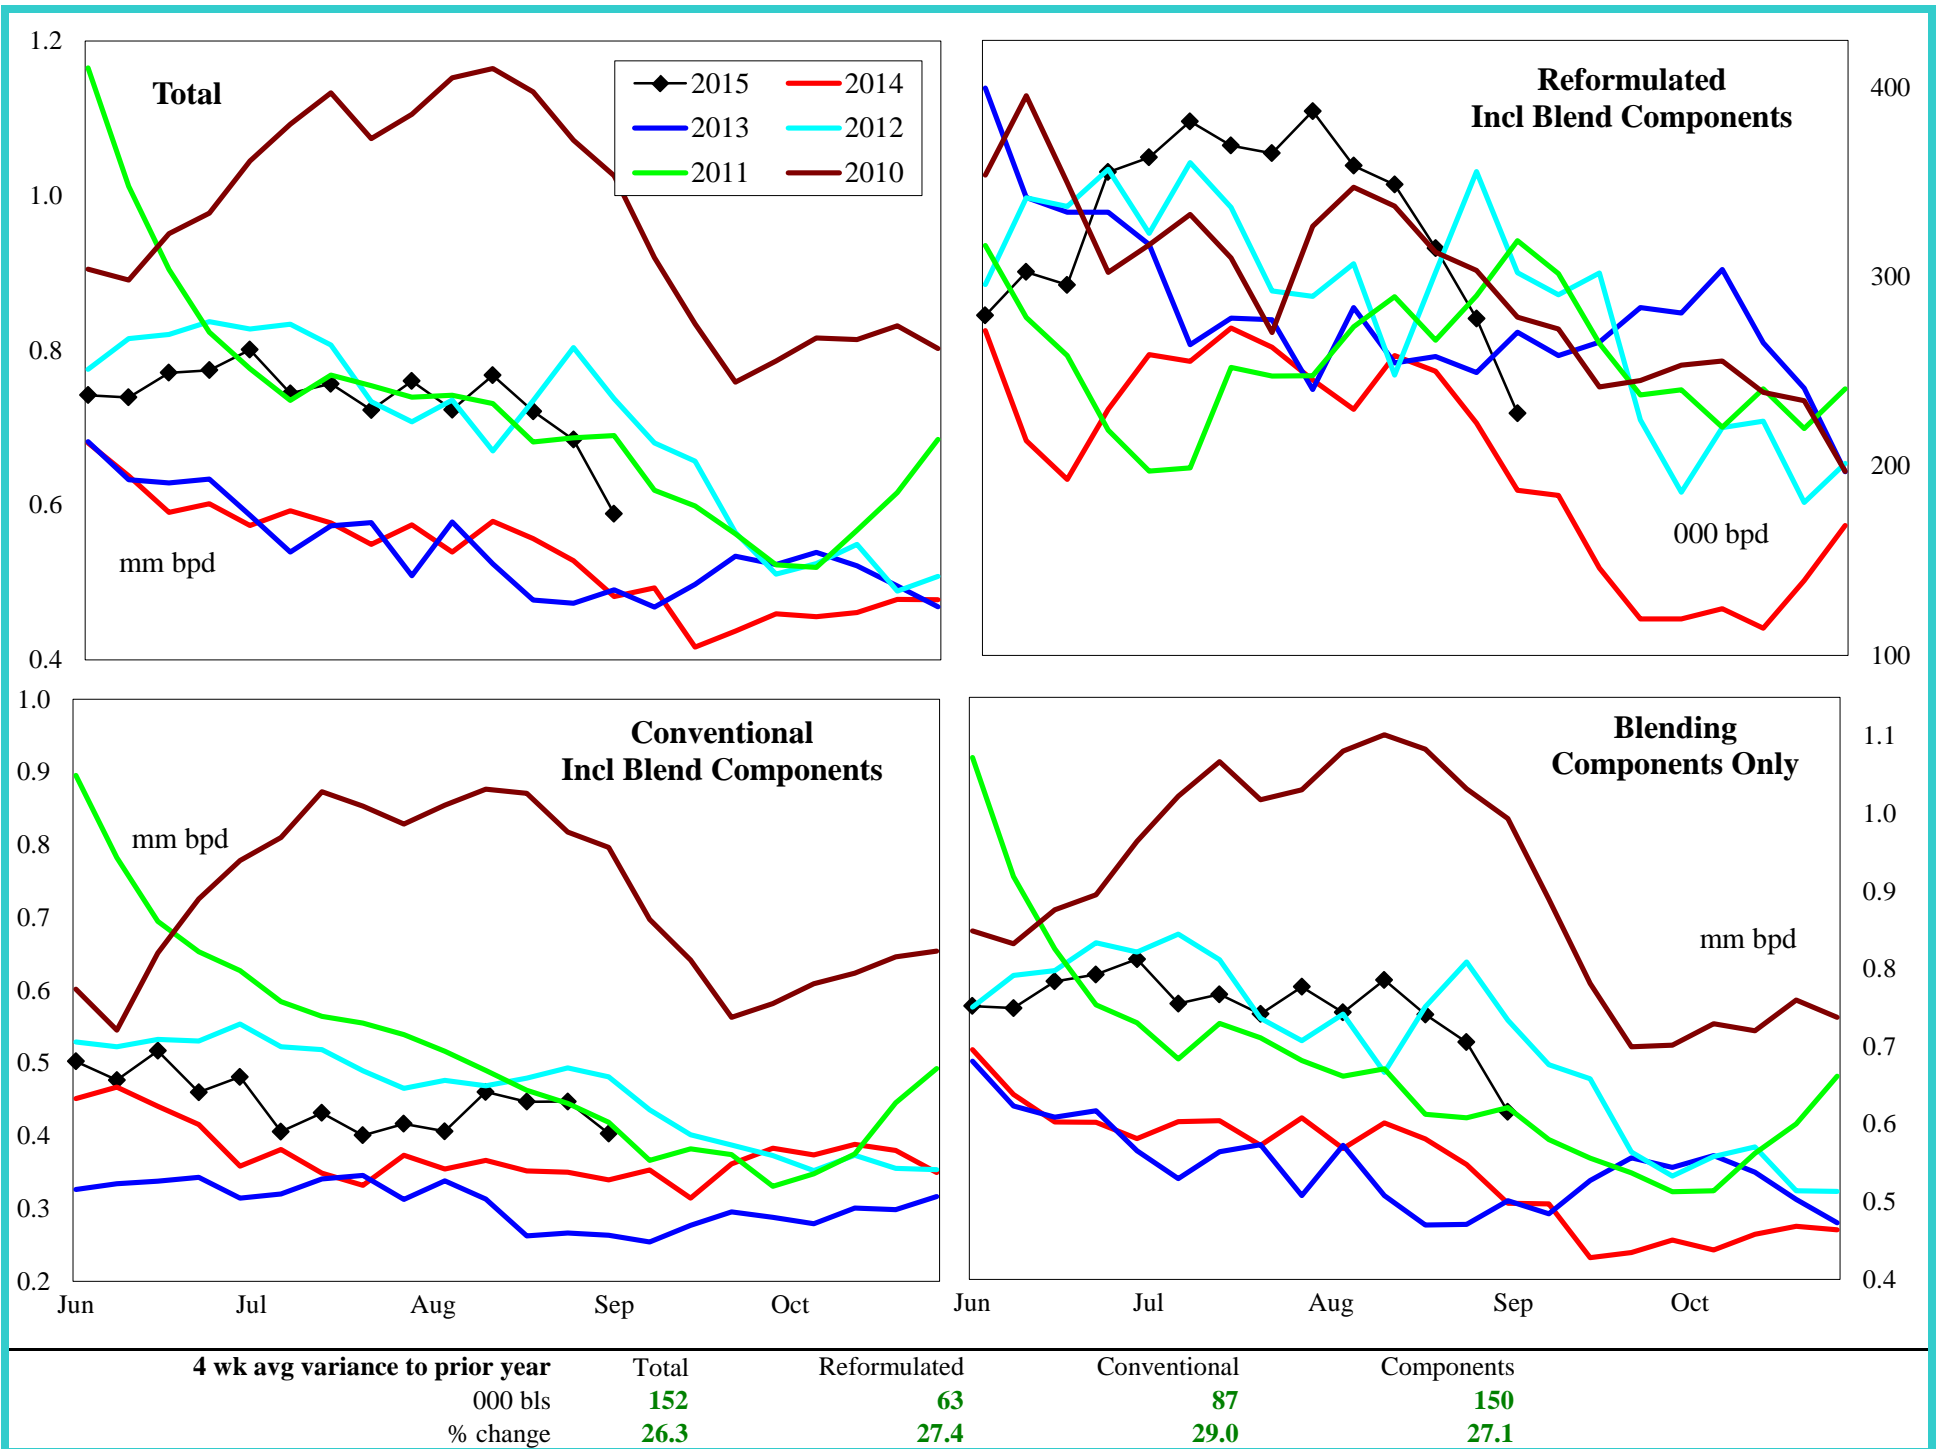 1.2
1.0
0.8
0.6
0.4
Total
2015
2014
2013
2012
2011
2010
mm bpd
Reformulated
Incl Blend Components
400
300
200
100
000 bpd
1.0
0.9
0.8
0.7
0.6
0.5
0.4
0.3
0.2
Conventional
Incl Blend Components
mm bpd
Jun Jul Aug Sep Oct
Blending
Components Only
1.1
1.0
0.9
0.8
0.7
0.6
0.5
0.4
mm bpd
Jun Jul Aug Sep Oct
4 wk avg variance to prior year Total Reformulated Conventional Components
000 bls 152 63 87 150
% change 26.3 27.4 29.0 27.1